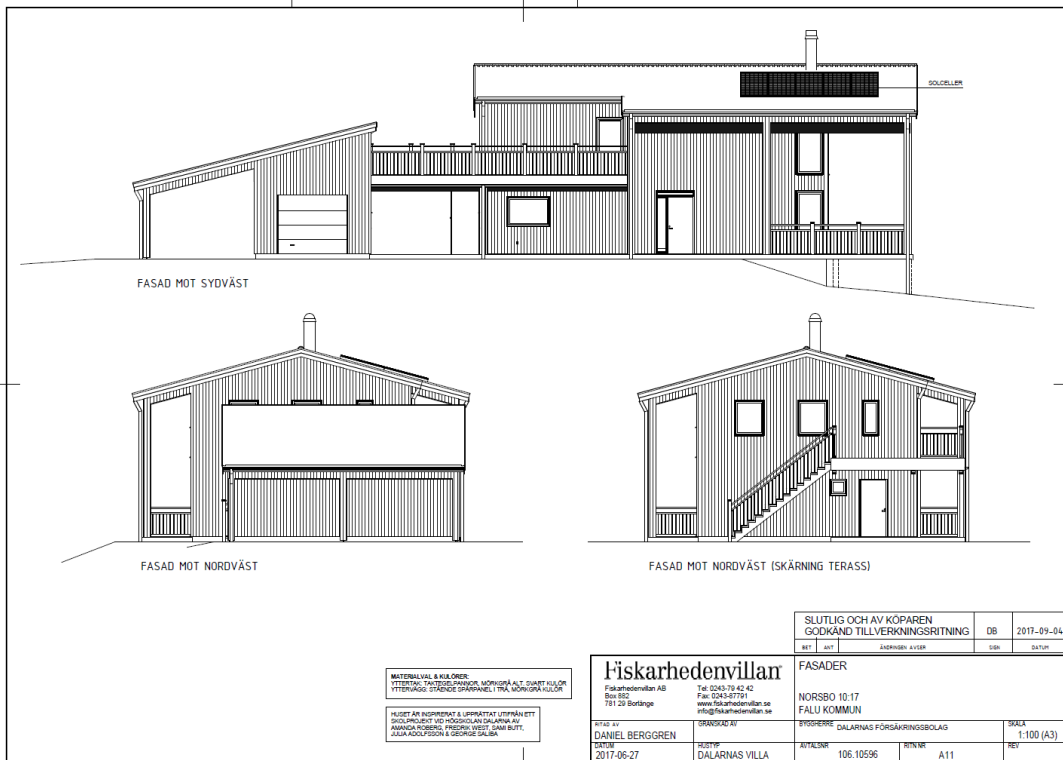 SOLCELLER
FASAD MOT SYDVÄST
FASAD MOT NORDVÄST
FASAD MOT NORDVÄST (SKÄRNING TERASS)
MATERIALVAL & KULÖRER:
YTTERTAK: TAKTEGELPANNOR, MÖRKGRÅ ALT. SVART KULÖR
YTTERVÄGG: STÅENDE SPÅRPANEL I TRÄ, MÖRKGRÅ KULÖR
HUSET ÄR INSPIRERAT & UPPRÄTTAT UTIFRÅN ETT
SKOLPROJEKT VID HÖGSKOLAN DALARNA AV
AMANDA ROBERG, FREDRIK WEST, SAMI BUTT,
JULIA ADOLFSSON & GEORGE SALIBA
SLUTLIG OCH AV KÖPAREN
GODKÄND TILLVERKNINGSRITNING DB 2017-09-04
BET ANT ÄNDRINGEN AVSER SIGN DATUM
Fiskarhedenvillan
Fiskarhedenvillan AB
Box 882
781 29 Borlänge
Tel: 0243-79 42 42
Fax: 0243-87791
www.fiskarhedenvillan.se
info@fiskarhedenvillan.se
FASADER
NORSBO 10:17
FALU KOMMUN
RITAD AV
DANIEL BERGGREN
GRANSKAD AV
BYGGHERRE DALARNAS FÖRSÄKRINGSBOLAG
SKALA
1:100 (A3)
DATUM
2017-06-27
HUSTYP
DALARNAS VILLA
AVTALSNR
106.10596
RITN NR
A11
REV